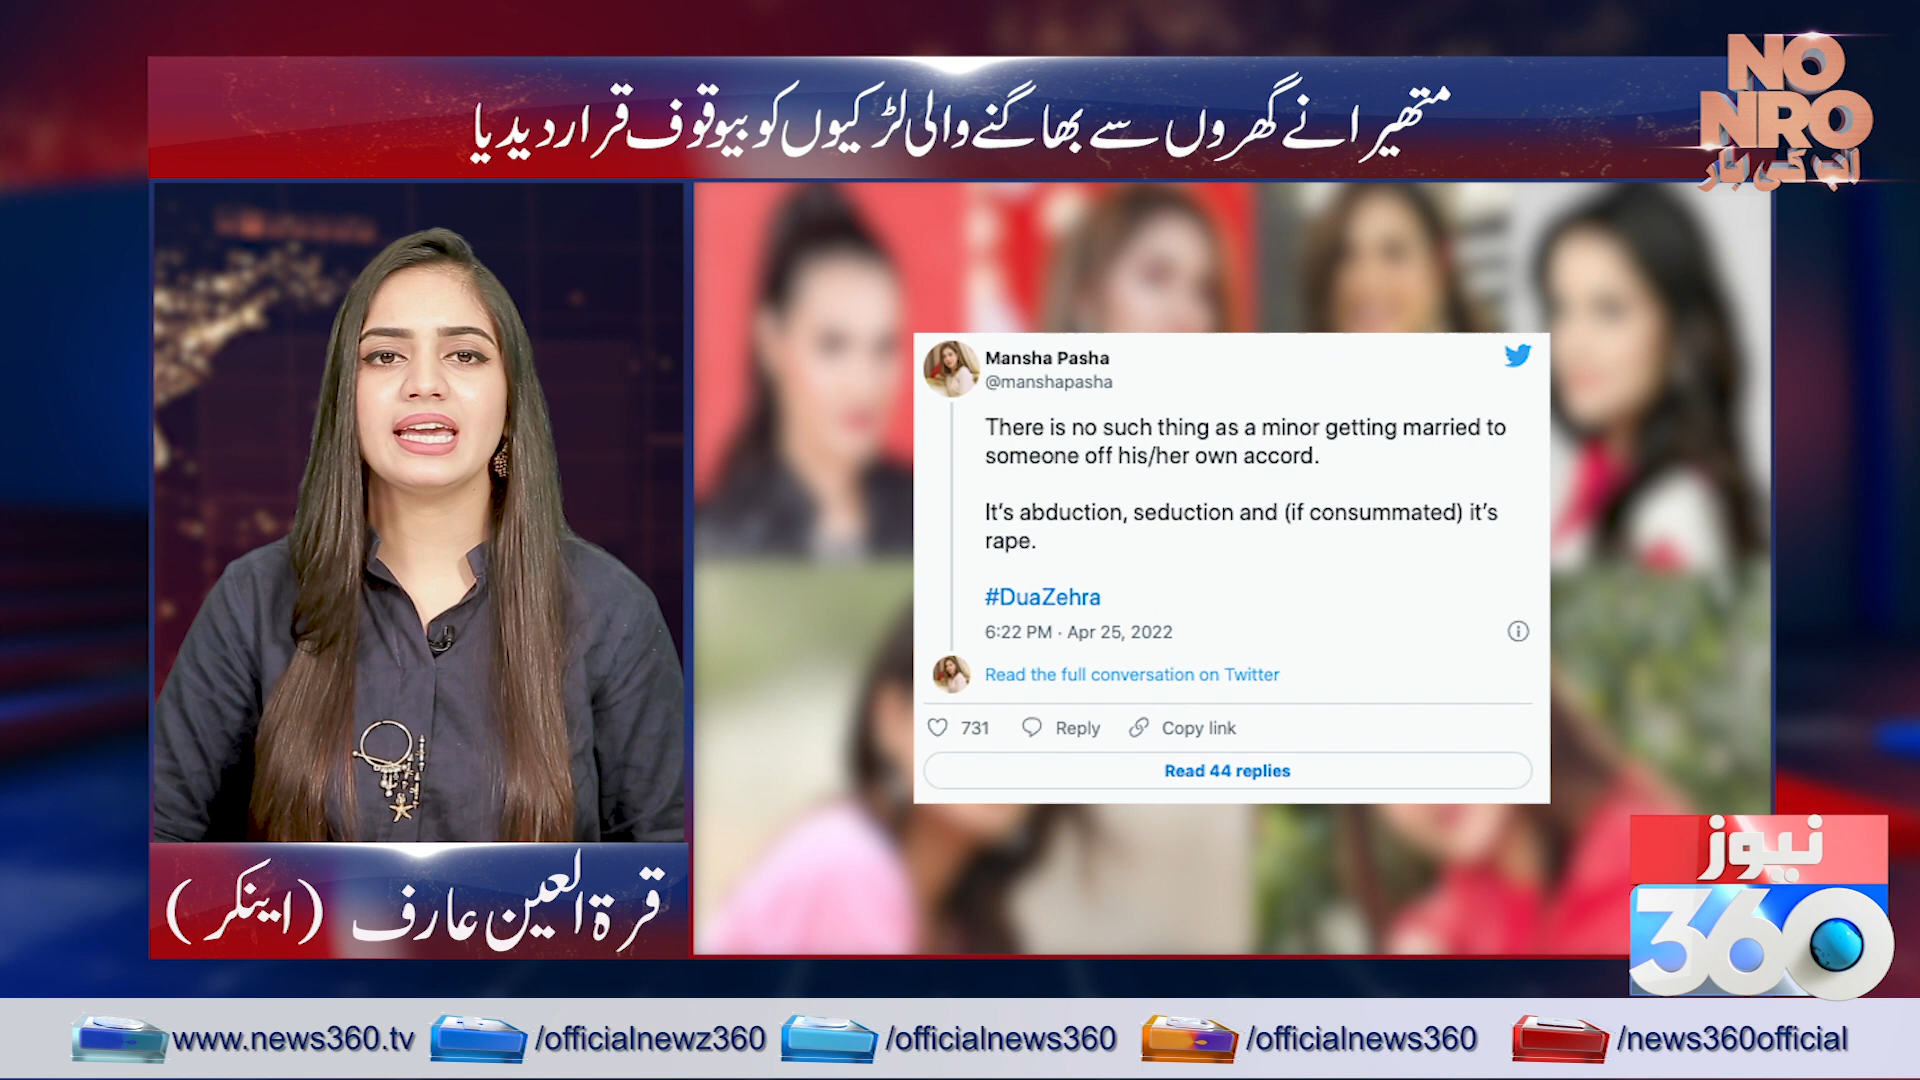 متھیرا نے گھروں سے بھاگنے والی لڑکیوں کو بیوقوف قرار دیدیا
NO
NRO
اب کی بار
Mansha Pasha
@manshapasha
There is no such thing as a minor getting married to
someone off his/her own accord.
It's abduction, seduction and (if consummated) it's
rape.
#DuaZehra
6:22 PM · Apr 25, 2022
Read the full conversation on Twitter
731 Reply Copy link
Read 44 replies
قرۃ العین عارف (اینکر)
نیوز
360
www.news360.tv /officialnewz360 /officialnews360 /officialnews360 /news360official